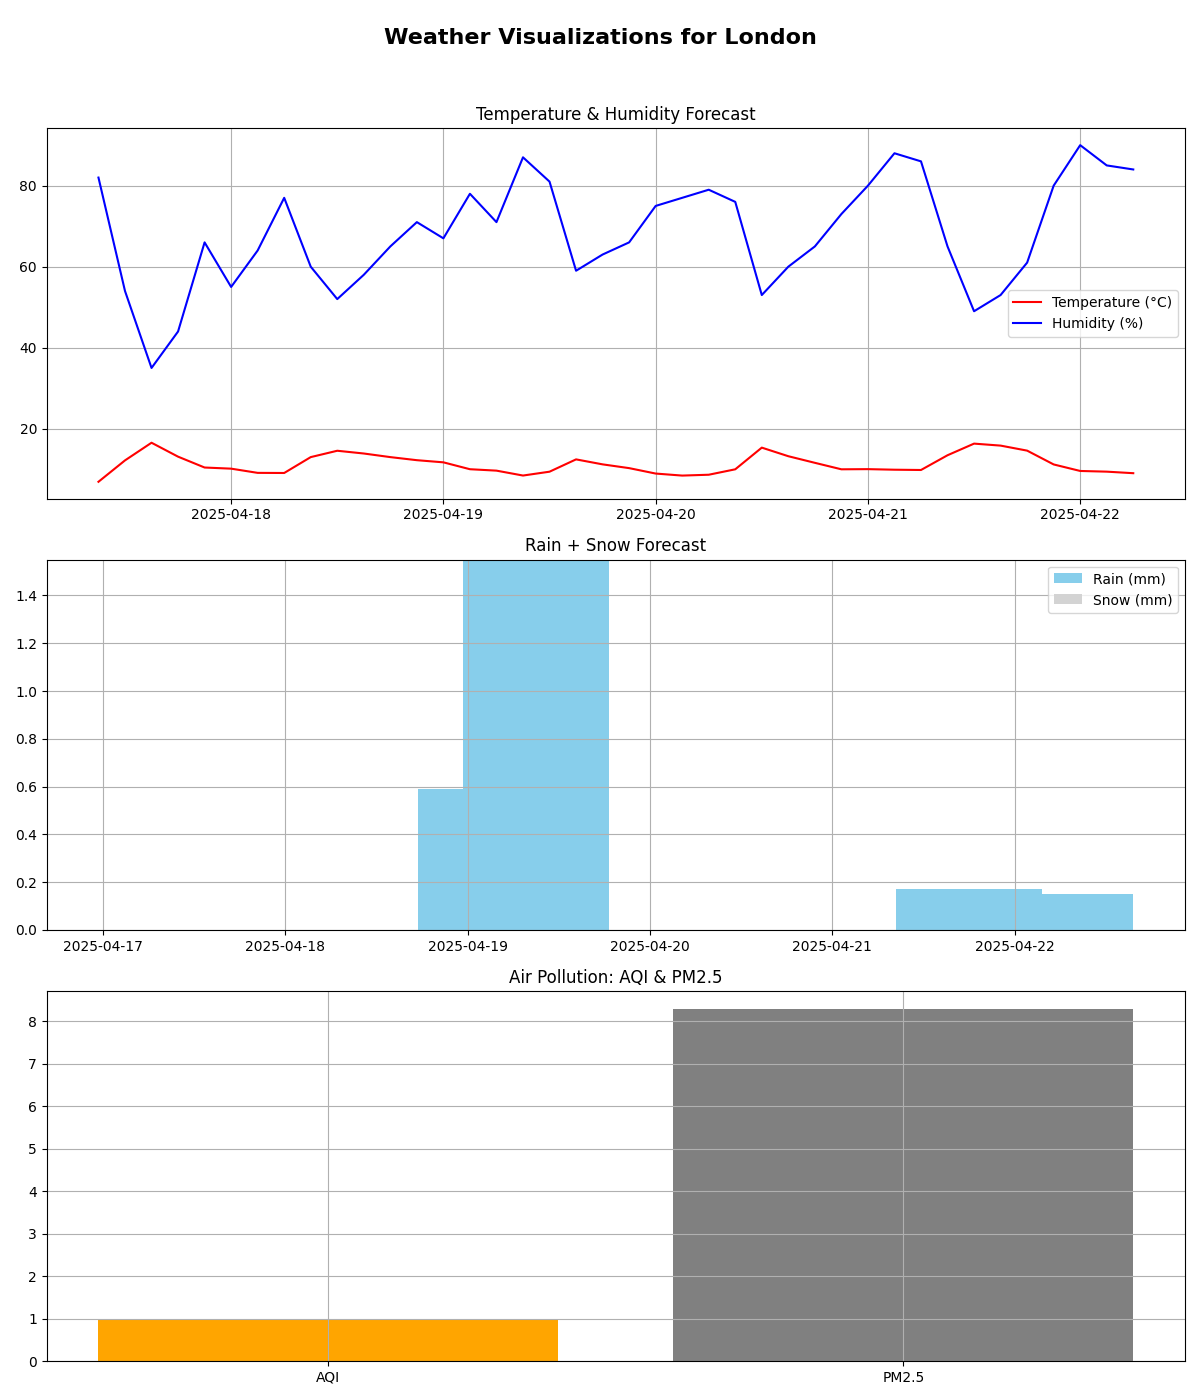 Weather Visualizations for London
Temperature & Humidity Forecast
80
60
40
20
Temperature (°C)
Humidity (%)
2025-04-18 2025-04-19 2025-04-20 2025-04-21 2025-04-22
Rain + Snow Forecast
1.4
1.2
1.0
0.8
0.6
0.4
0.2
0.0
Rain (mm)
Snow (mm)
2025-04-17 2025-04-18 2025-04-19 2025-04-20 2025-04-21 2025-04-22
Air Pollution: AQI & PM2.5
8
7
6
5
4
3
2
1
0
AQI PM2.5